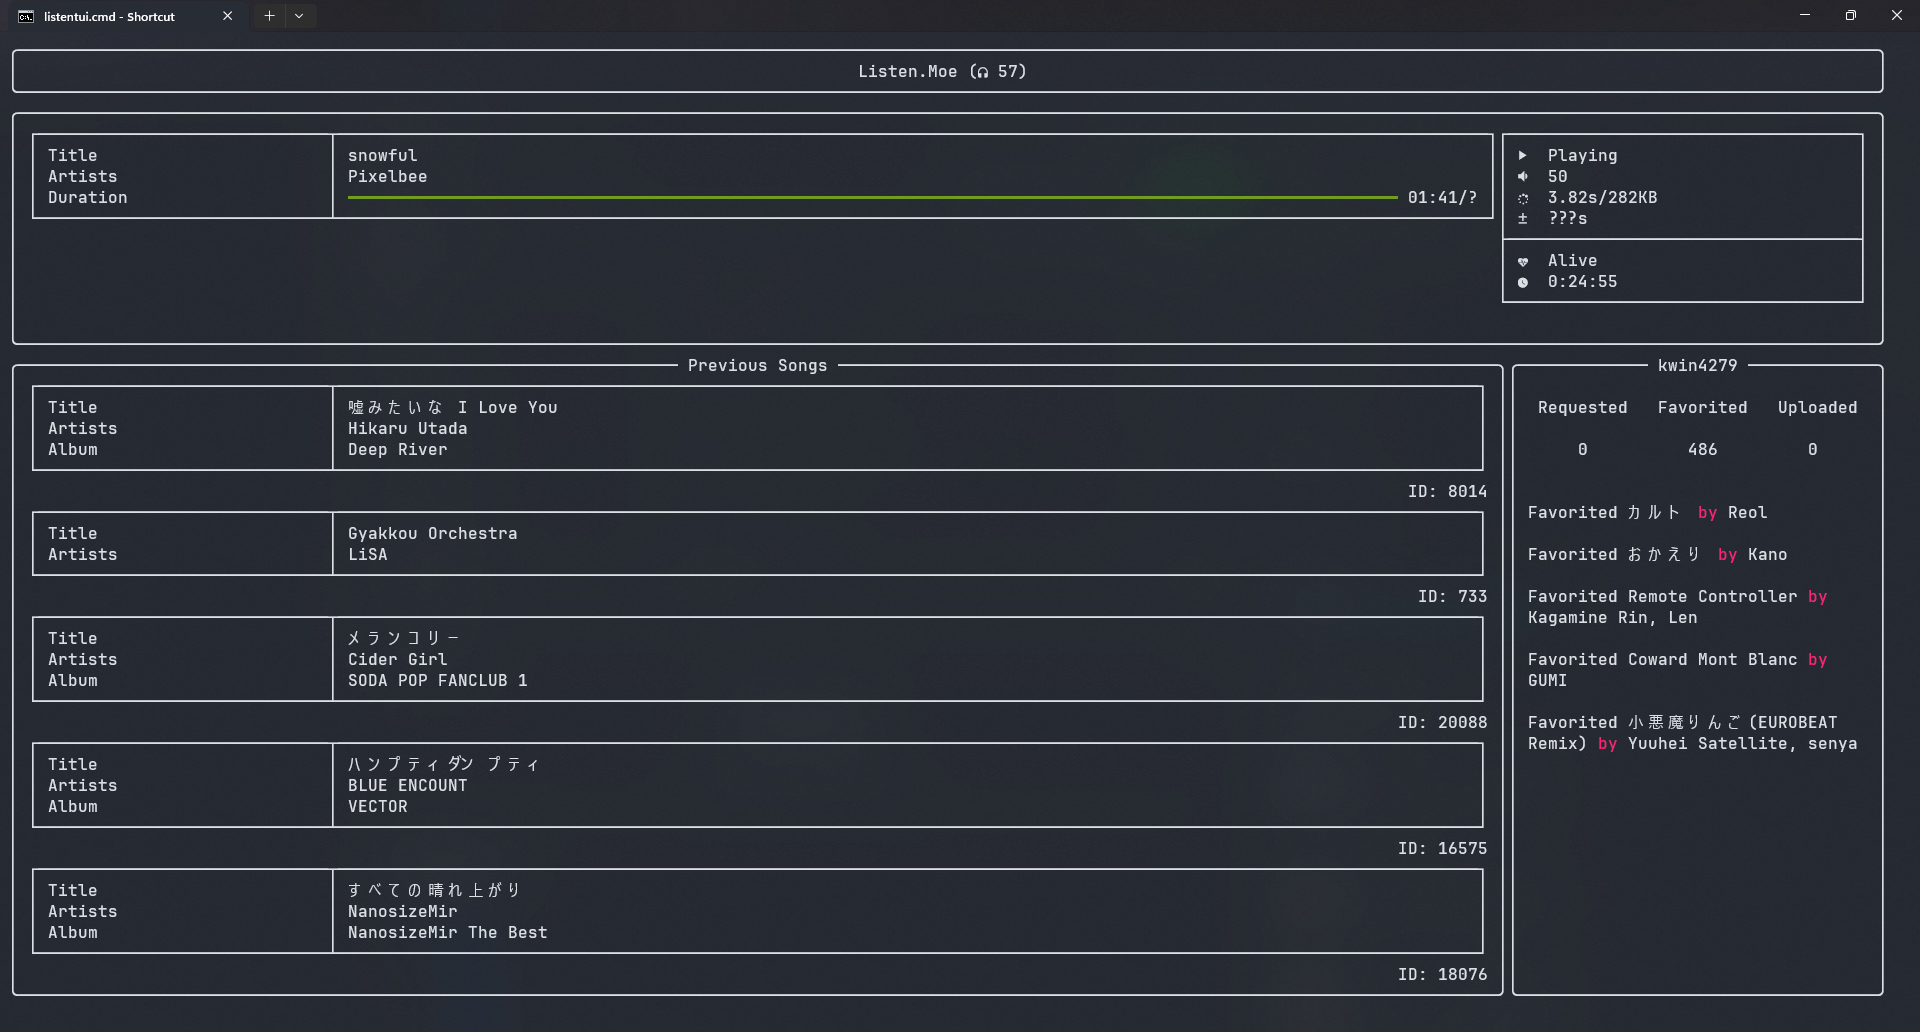 listentui.cmd - Shortcut
Listen.Moe (🎧 57)
Title snowful
Artists Pixelbee
Duration 01:41/?
Playing
50
3.82s/282KB
± ???s
Alive
0:24:55
Previous Songs
Title 嘘みたいな I Love You
Artists Hikaru Utada
Album Deep River
ID: 8014
Title Gyakkou Orchestra
Artists LiSA
ID: 733
Title メランコリー
Artists Cider Girl
Album SODA POP FANCLUB 1
ID: 20088
Title ハンプティダンプティ
Artists BLUE ENCOUNT
Album VECTOR
ID: 16575
Title すべての晴れ上がり
Artists NanosizeMir
Album NanosizeMir The Best
ID: 18076
kwin4279
Requested Favorited Uploaded
0 486 0
Favorited カルト by Reol
Favorited おかえり by Kano
Favorited Remote Controller by
Kagamine Rin, Len
Favorited Coward Mont Blanc by
GUMI
Favorited 小悪魔りんご(EUROBEAT
Remix) by Yuuhei Satellite, senya